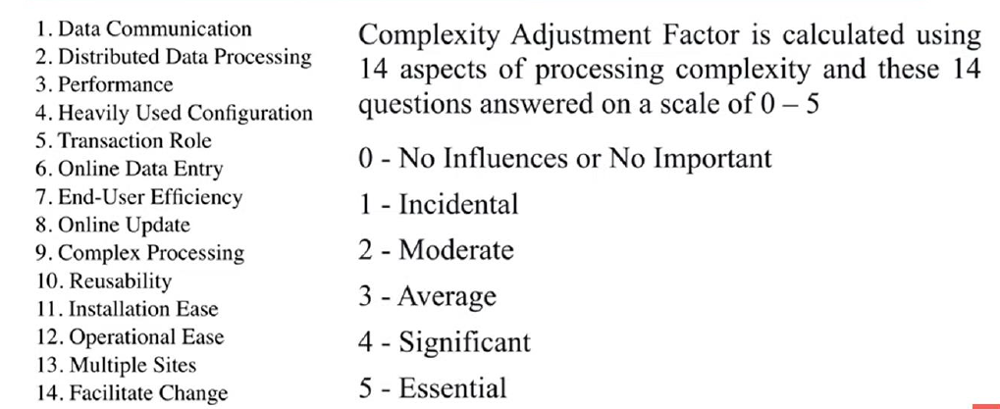 1. Data Communication
2. Distributed Data Processing
3. Performance
4. Heavily Used Configuration
5. Transaction Role
6. Online Data Entry
7. End-User Efficiency
8. Online Update
9. Complex Processing
10. Reusability
11. Installation Ease
12. Operational Ease
13. Multiple Sites
14. Facilitate Change
Complexity Adjustment Factor is calculated using
14 aspects of processing complexity and these 14
questions answered on a scale of 0 – 5
0 - No Influences or No Important
1 - Incidental
2 - Moderate
3 - Average
4 - Significant
5 - Essential